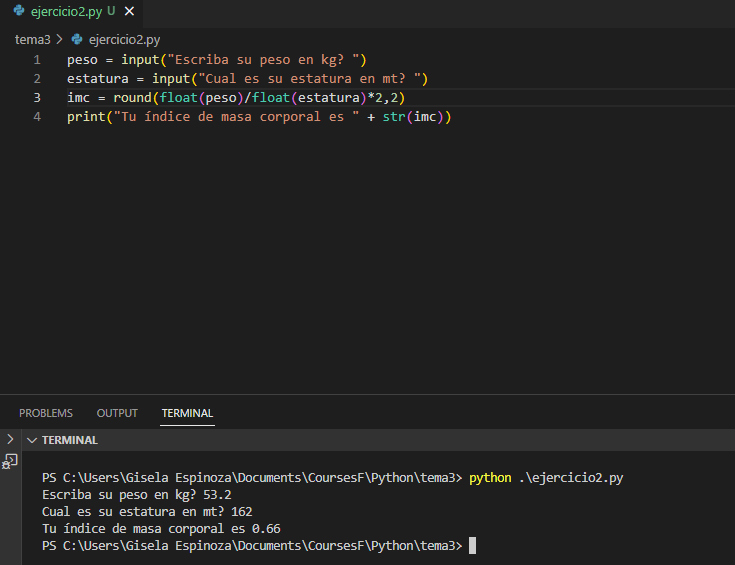 ejercicio2.py U
tema3 > ejercicio2.py
1 peso = input("Escriba su peso en kg? ")
2 estatura = input("Cual es su estatura en mt? ")
3 imc = round(float(peso)/float(estatura)*2,2)
4 print("Tu índice de masa corporal es " + str(imc))
PROBLEMS OUTPUT TERMINAL
TERMINAL
PS C:\Users\Gisela Espinoza\Documents\CoursesF\Python\tema3> python .\ejercicio2.py
Escriba su peso en kg? 53.2
Cual es su estatura en mt? 162
Tu índice de masa corporal es 0.66
PS C:\Users\Gisela Espinoza\Documents\CoursesF\Python\tema3>